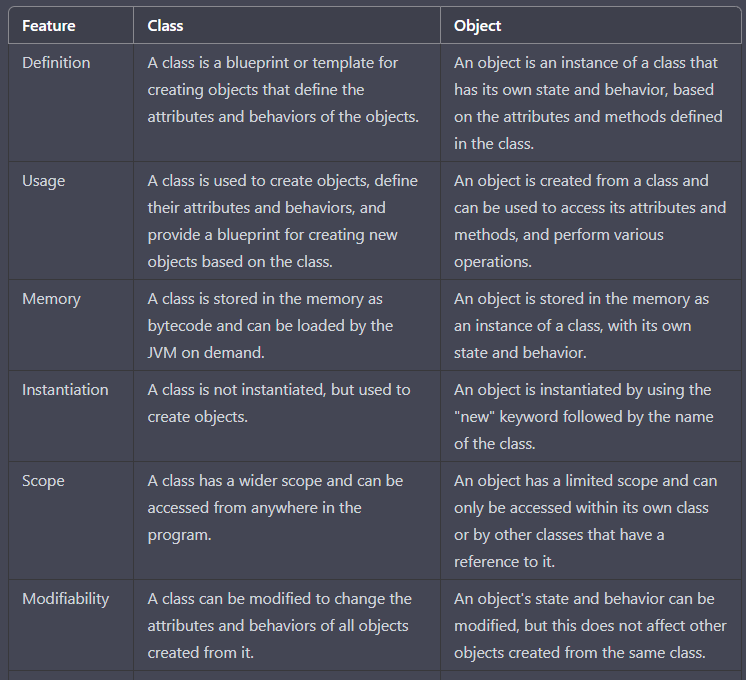 Feature Class Object
Definition
A class is a blueprint or template for
creating objects that define the
attributes and behaviors of the objects.
An object is an instance of a class that
has its own state and behavior, based
on the attributes and methods defined
in the class.
Usage
A class is used to create objects, define
their attributes and behaviors, and
provide a blueprint for creating new
objects based on the class.
An object is created from a class and
can be used to access its attributes and
methods, and perform various
operations.
Memory
A class is stored in the memory as
bytecode and can be loaded by the
JVM on demand.
An object is stored in the memory as
an instance of a class, with its own
state and behavior.
Instantiation
A class is not instantiated, but used to
create objects.
An object is instantiated by using the
"new" keyword followed by the name
of the class.
Scope
A class has a wider scope and can be
accessed from anywhere in the
program.
An object has a limited scope and can
only be accessed within its own class
or by other classes that have a
reference to it.
Modifiability
A class can be modified to change the
attributes and behaviors of all objects
created from it.
An object's state and behavior can be
modified, but this does not affect other
objects created from the same class.